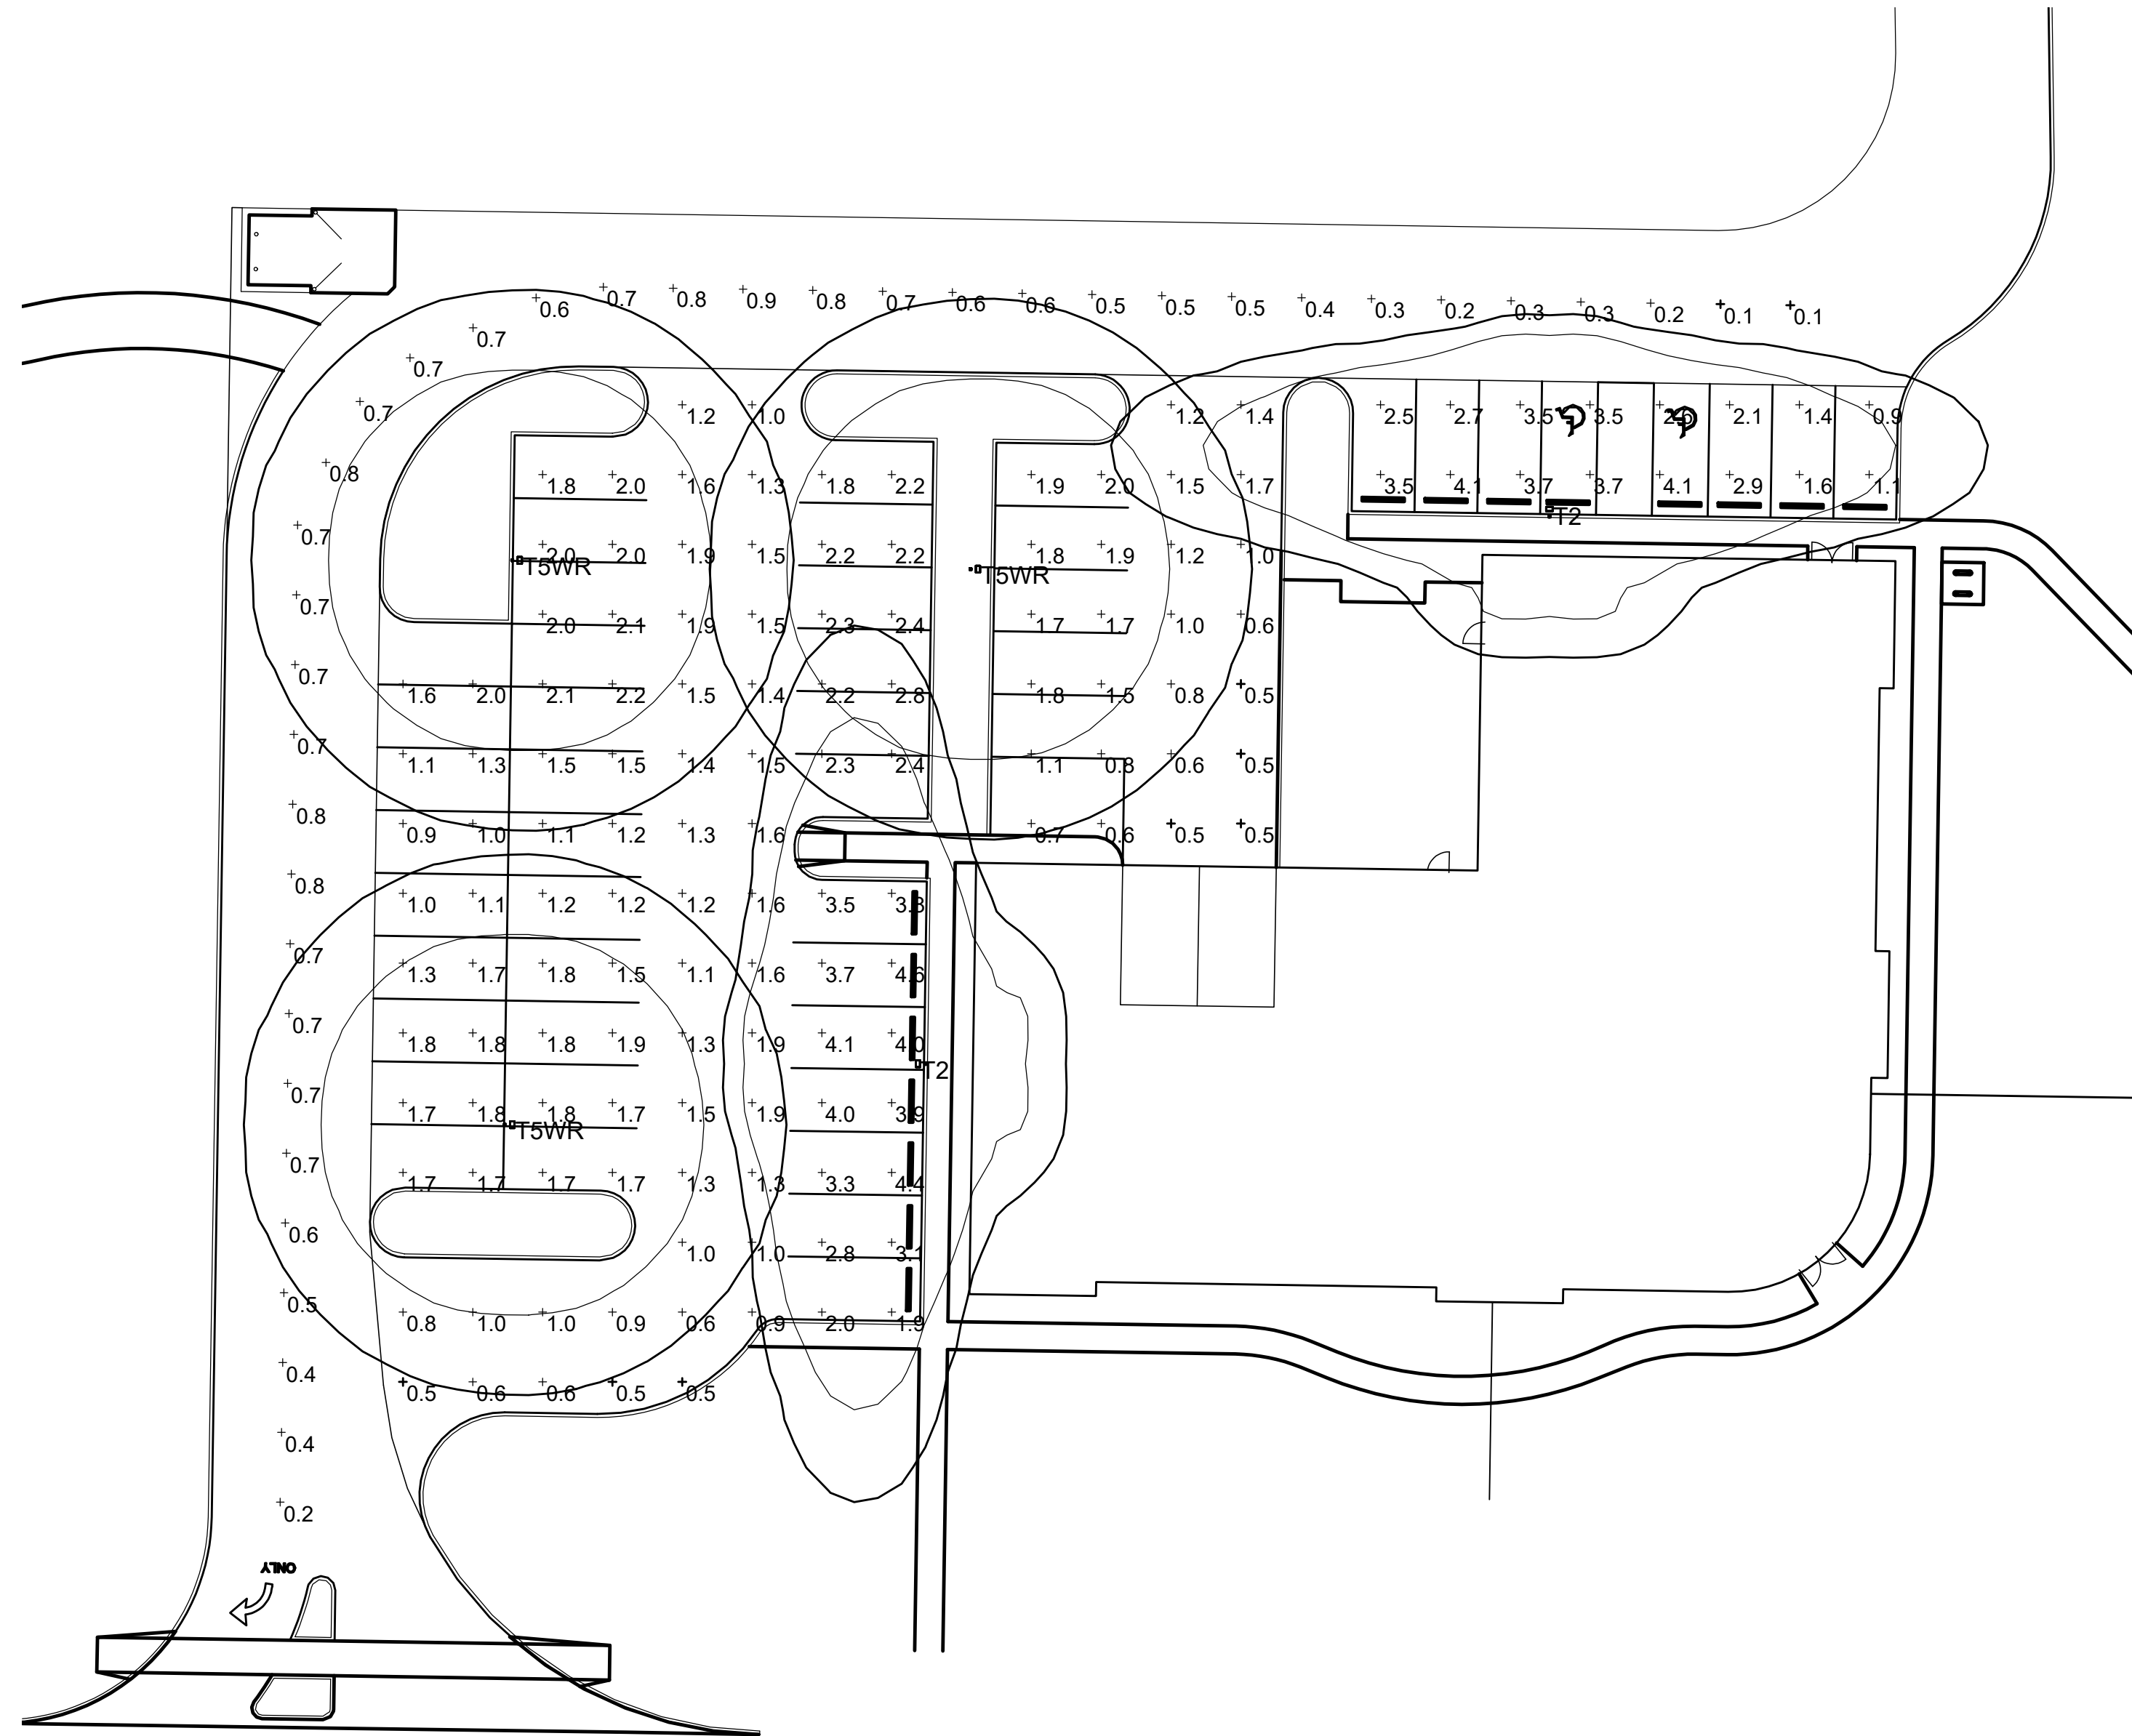 0.6 0.7 0.8 0.9 0.8 0.7 0.6 0.6 0.5 0.5 0.5 0.4 0.3 0.2 0.3 0.3 0.2 0.1 0.1
0.7
0.7
0.7 1.2 1.0 1.2 1.4 2.5 2.7 3.5 3.5 2.1 1.4 0.9
0.8 1.8 2.0 1.6 1.3 1.8 2.2 1.9 2.0 1.5 1.7 3.5 4.1 3.7 3.7 4.1 2.9 1.6 1.1
T2
0.7 2.0 2.0 1.9 1.5 2.2 2.2 1.8 1.9 1.2 1.0
T5WR T5WR
0.7 2.0 2.1 1.9 1.5 2.3 2.4 1.7 1.7 1.0 0.6
0.7 1.6 2.0 2.1 2.2 1.5 1.4 2.2 2.8 1.8 1.5 0.8 0.5
0.7 1.1 1.3 1.5 1.5 1.4 1.5 2.3 2.4 1.1 0.8 0.6 0.5
0.8 0.9 1.0 1.1 1.2 1.3 1.6 0.7 0.6 0.5 0.5
0.8 1.0 1.1 1.2 1.2 1.2 1.6 3.5 3.8
0.7 1.3 1.7 1.8 1.5 1.1 1.6 3.7 4.6
0.7 1.8 1.8 1.8 1.9 1.3 1.9 4.1 4.0
T2
0.7 1.7 1.8 1.8 1.7 1.5 1.9 4.0 3.9
T5WR
0.7 1.7 1.7 1.7 1.7 1.3 1.3 3.3 4.4
0.6 1.0 1.0 2.8 3.1
0.5 0.8 1.0 1.0 0.9 0.6 0.9 2.0 1.9
0.4 0.5 0.6 0.6 0.5 0.5
0.4
0.2
ONLY